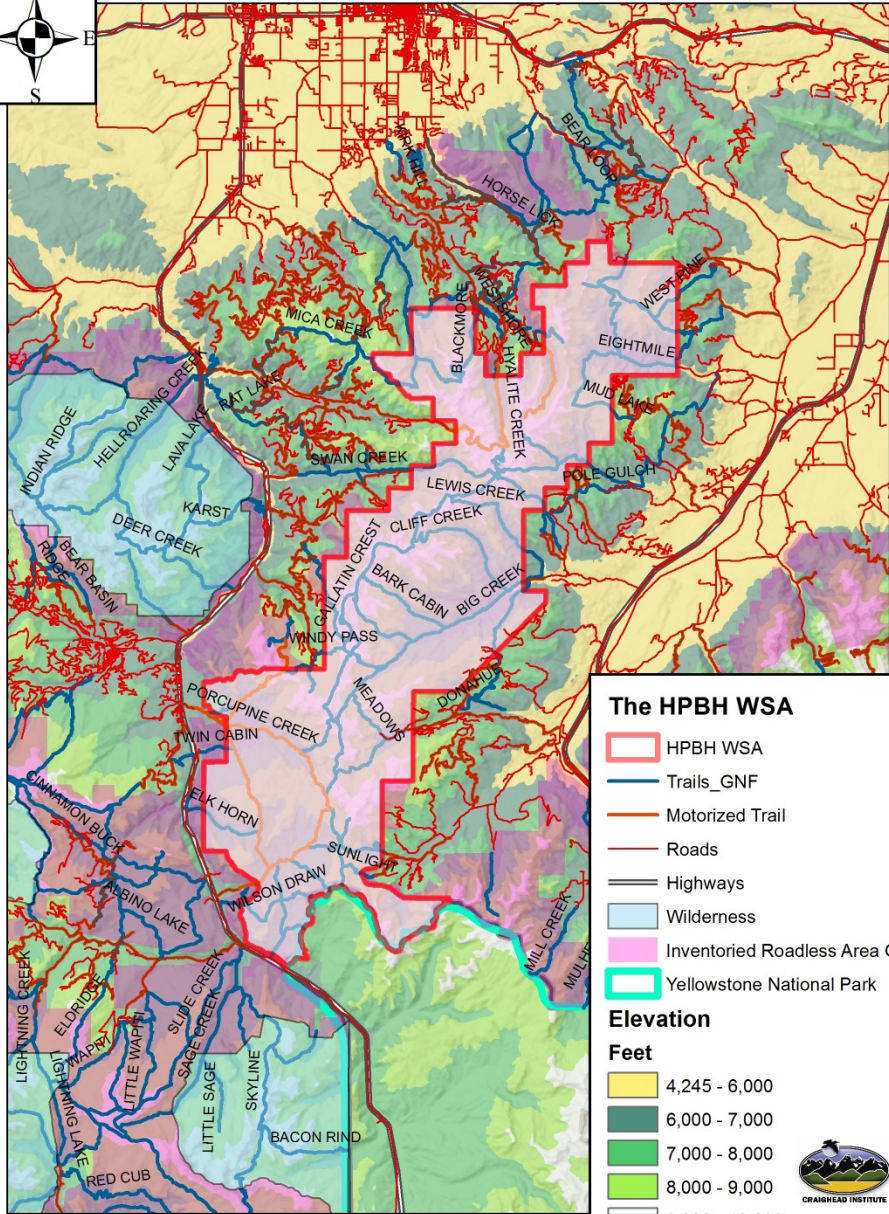 E
S
KIRK HILL
BEAR LOOP
HORSE LICK
WEST PINE
WESTSHORE
BLACKMORE
HYALITE CREEK
EIGHTMILE
MICA CREEK
MUD LAKE
RAT LAKE
HELLROARING CREEK
LAVA LAKE
INDIAN RIDGE
SWAN CREEK
POLE GULCH
LEWIS CREEK
KARST
CLIFF CREEK
DEER CREEK
GALLATIN CREST
BEAR BASIN
RIDGE
BARK CABIN
BIG CREEK
WINDY PASS
MEADOWS
DONAHUE
PORCUPINE CREEK
TWIN CABIN
CINNAMON BUCK
ELK HORN
SUNLIGHT
WILSON DRAW
ALBINO LAKE
MILL CREEK
MULHE
LIGHTNING CREEK
ELDRIDGE
SLIDE CREEK
WAPITI
LITTLE WAPITI
SAGE CREEK
LIGHTNING LAKE
LITTLE SAGE
SKYLINE
BACON RIND
RED CUB
The HPBH WSA
HPBH WSA
Trails_GNF
Motorized Trail
Roads
Highways
Wilderness
Inventoried Roadless Area
Yellowstone National Park
Elevation
Feet
4,245 - 6,000
6,000 - 7,000
7,000 - 8,000
8,000 - 9,000
CRAIGHEAD INSTITUTE